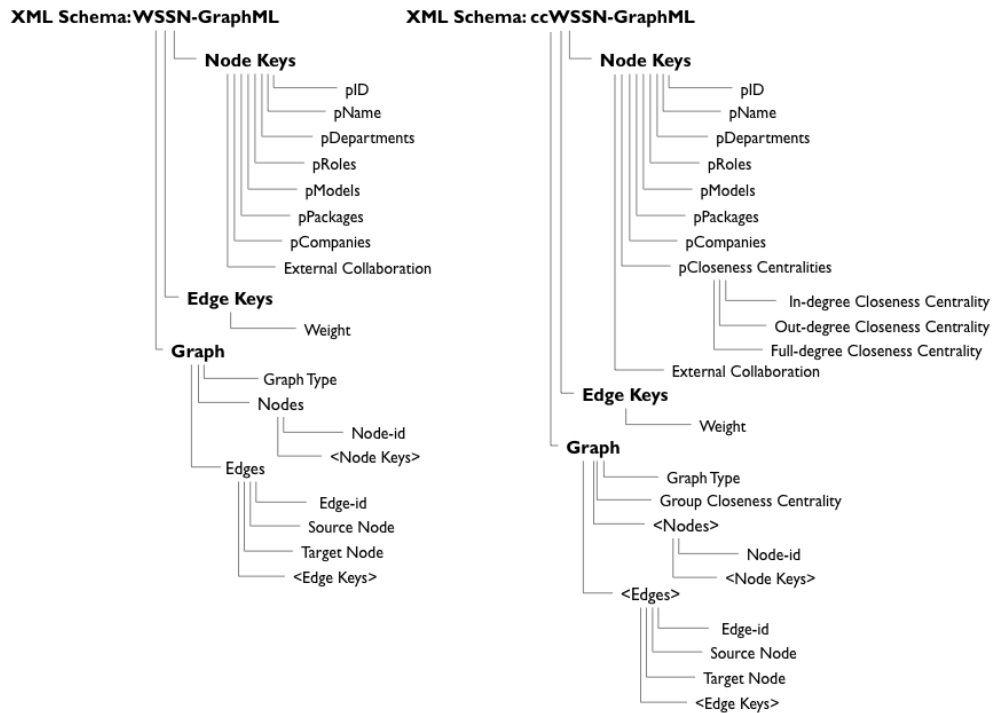 XML Schema: WSSN-GraphML
Node Keys
pID
pName
pDepartments
pRoles
pModels
pPackages
pCompanies
External Collaboration
Edge Keys
Weight
Graph
Graph Type
Nodes
Node-id
<Node Keys>
Edges
Edge-id
Source Node
Target Node
<Edge Keys>
XML Schema: ccWSSN-GraphML
Node Keys
pID
pName
pDepartments
pRoles
pModels
pPackages
pCompanies
pCloseness Centralities
In-degree Closeness Centrality
Out-degree Closeness Centrality
Full-degree Closeness Centrality
External Collaboration
Edge Keys
Weight
Graph
Graph Type
Group Closeness Centrality
<Nodes>
Node-id
<Node Keys>
<Edges>
Edge-id
Source Node
Target Node
<Edge Keys>